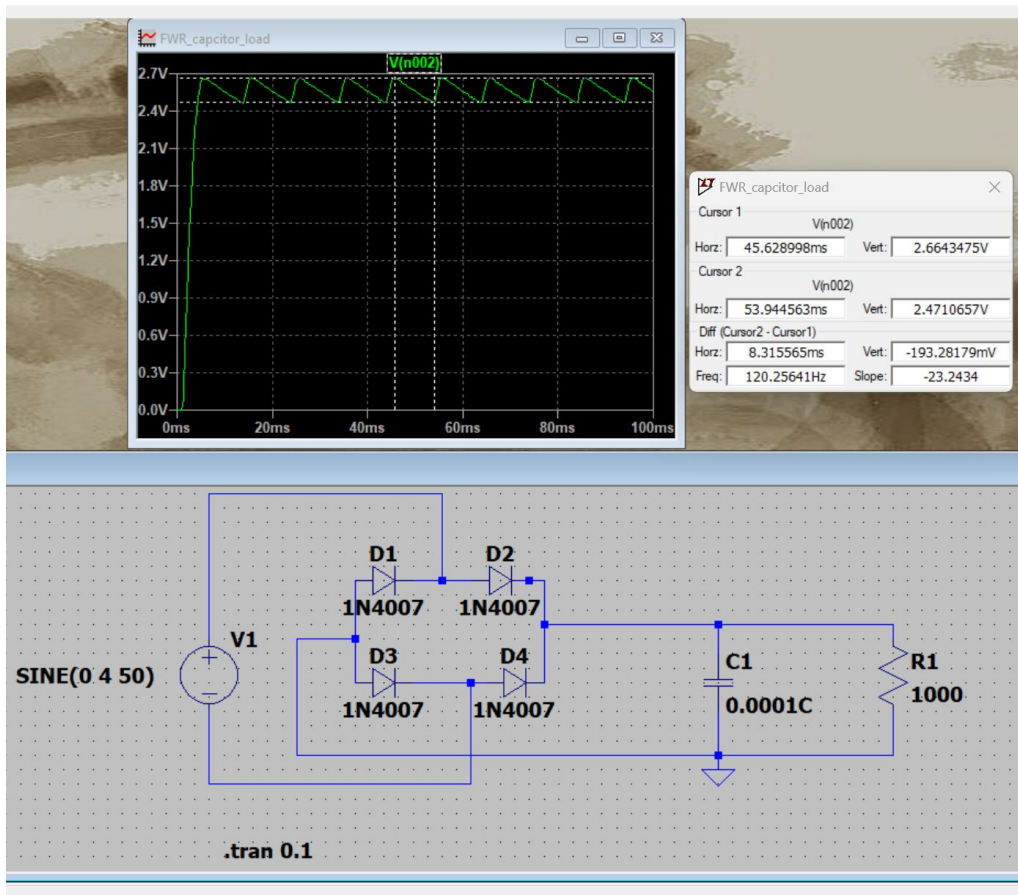 FWR_capcitor_load
V(n002)
2.7V
2.4V
2.1V
1.8V
1.5V
1.2V
0.9V
0.6V
0.3V
0.0V
0ms 20ms 40ms 60ms 80ms 100ms
FWR_capcitor_load
Cursor 1
V(n002)
Horz: 45.628998ms Vert: 2.6643475V
Cursor 2
V(n002)
Horz: 53.944563ms Vert: 2.4710657V
Diff (Cursor2 - Cursor1)
Horz: 8.315565ms Vert: -193.28179mV
Freq: 120.25641Hz Slope: -23.2434
D1 D2
1N4007 1N4007
V1
SINE(0 4 50)
D3 D4
1N4007 1N4007
C1
0.0001C
R1
1000
.tran 0.1